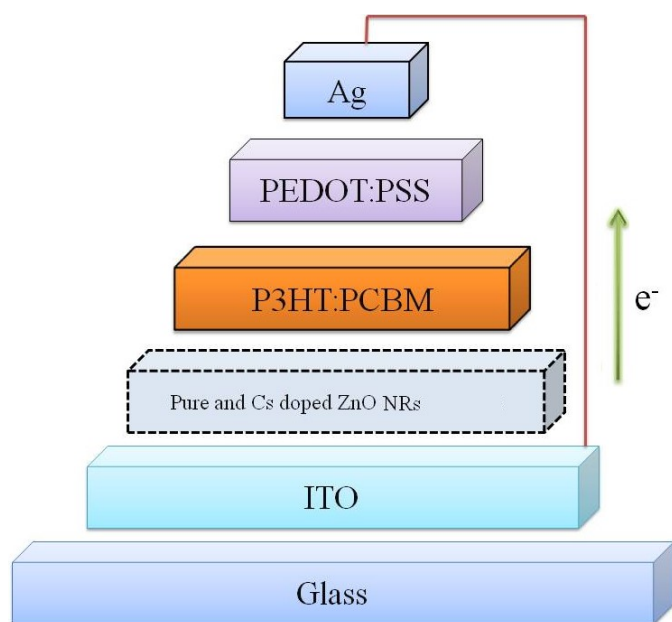 Ag
PEDOT:PSS
P3HT:PCBM
e-
Pure and Cs doped ZnO NRs
ITO
Glass